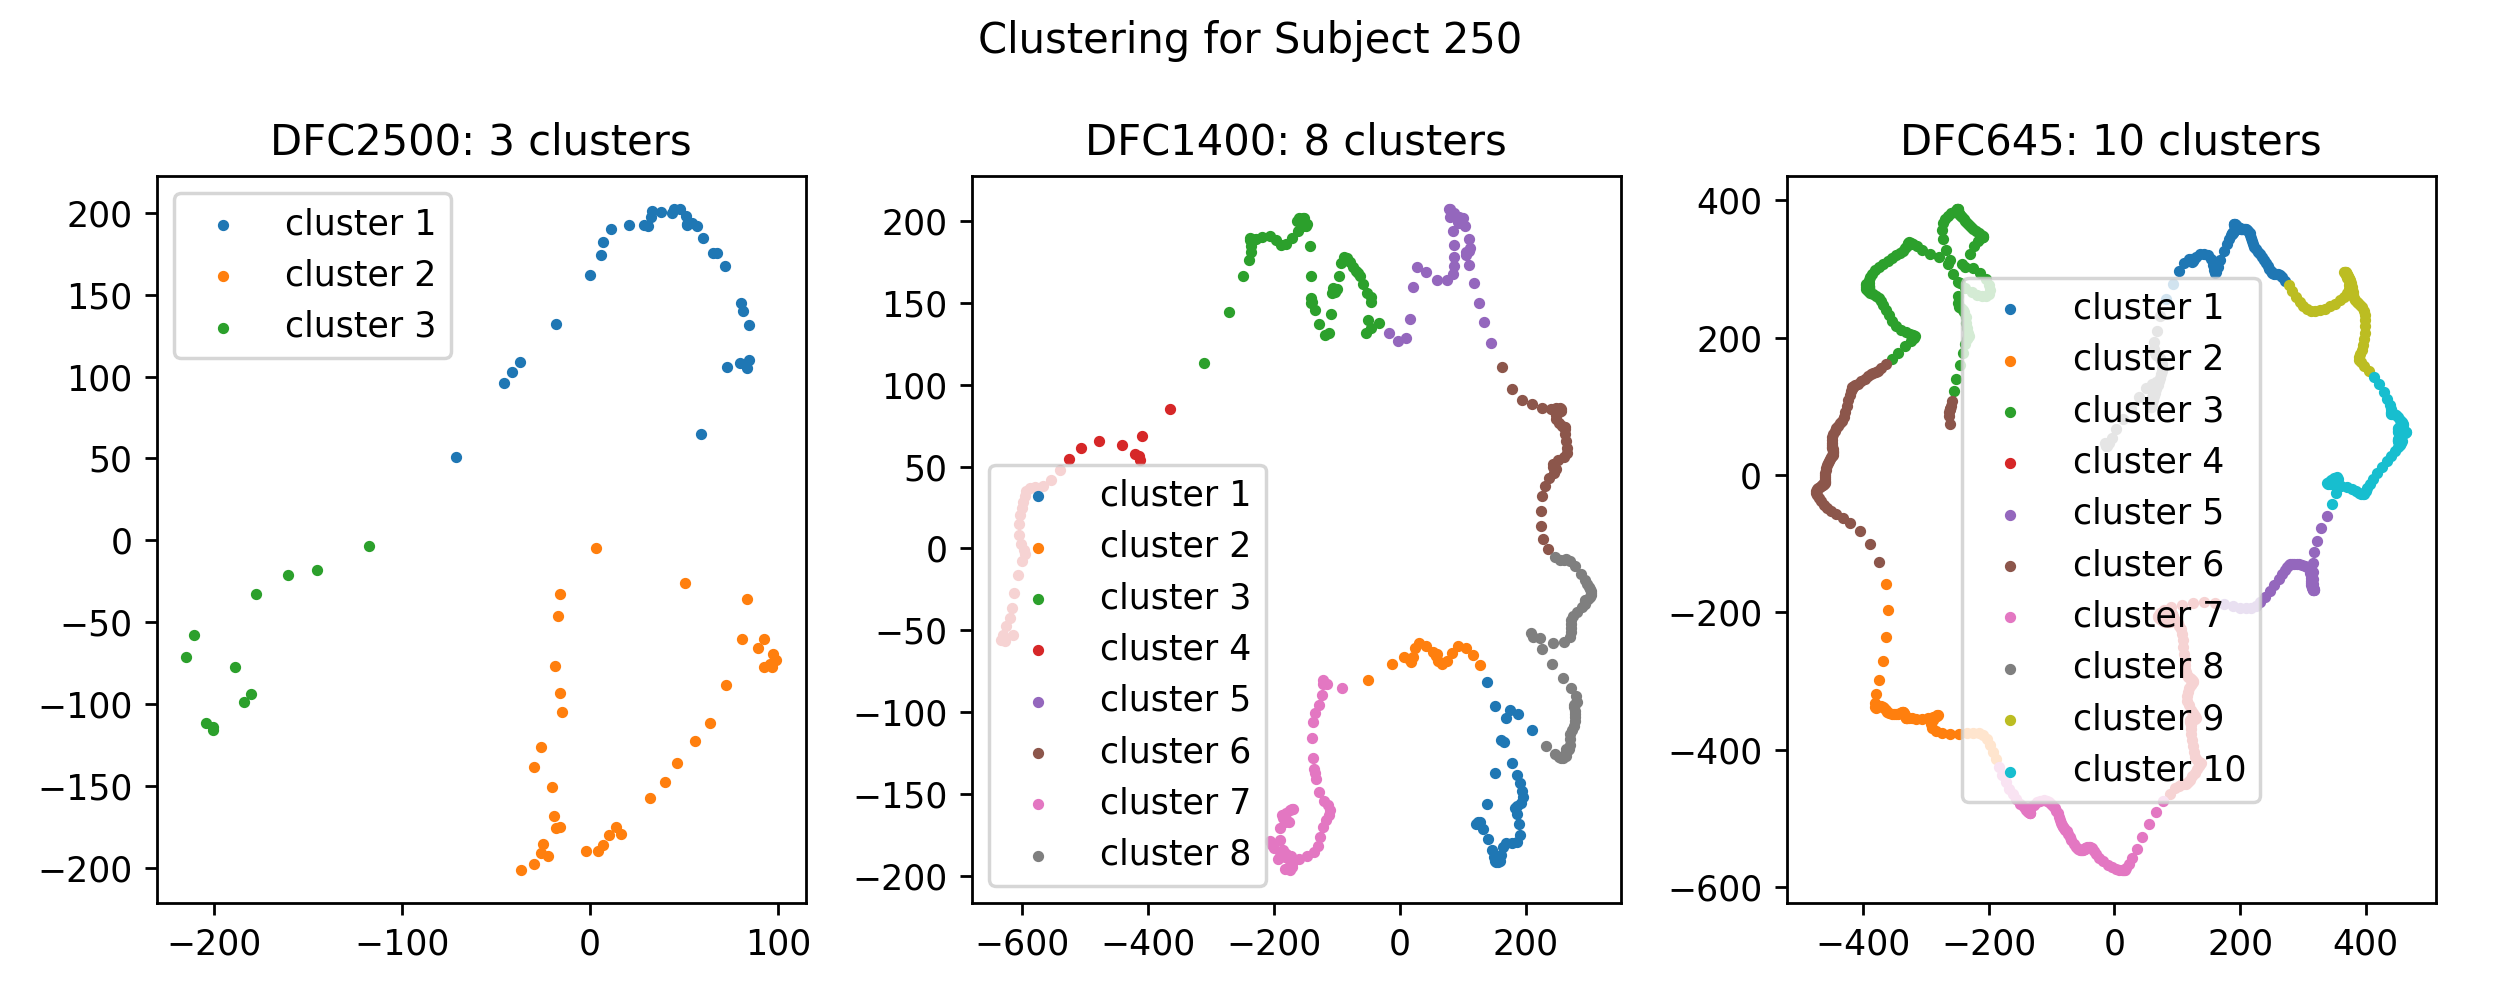 Clustering for Subject 250
DFC2500: 3 clusters
200
150
100
50
0
−50
−100
−150
−200
−200 −100 0 100
cluster 1
cluster 2
cluster 3
DFC1400: 8 clusters
200
150
100
50
0
−50
−100
−150
−200
−600 −400 −200 0 200
cluster 1
cluster 2
cluster 3
cluster 4
cluster 5
cluster 6
cluster 7
cluster 8
DFC645: 10 clusters
400
200
0
−200
−400
−600
−400 −200 0 200 400
cluster 1
cluster 2
cluster 3
cluster 4
cluster 5
cluster 6
cluster 7
cluster 8
cluster 9
cluster 10